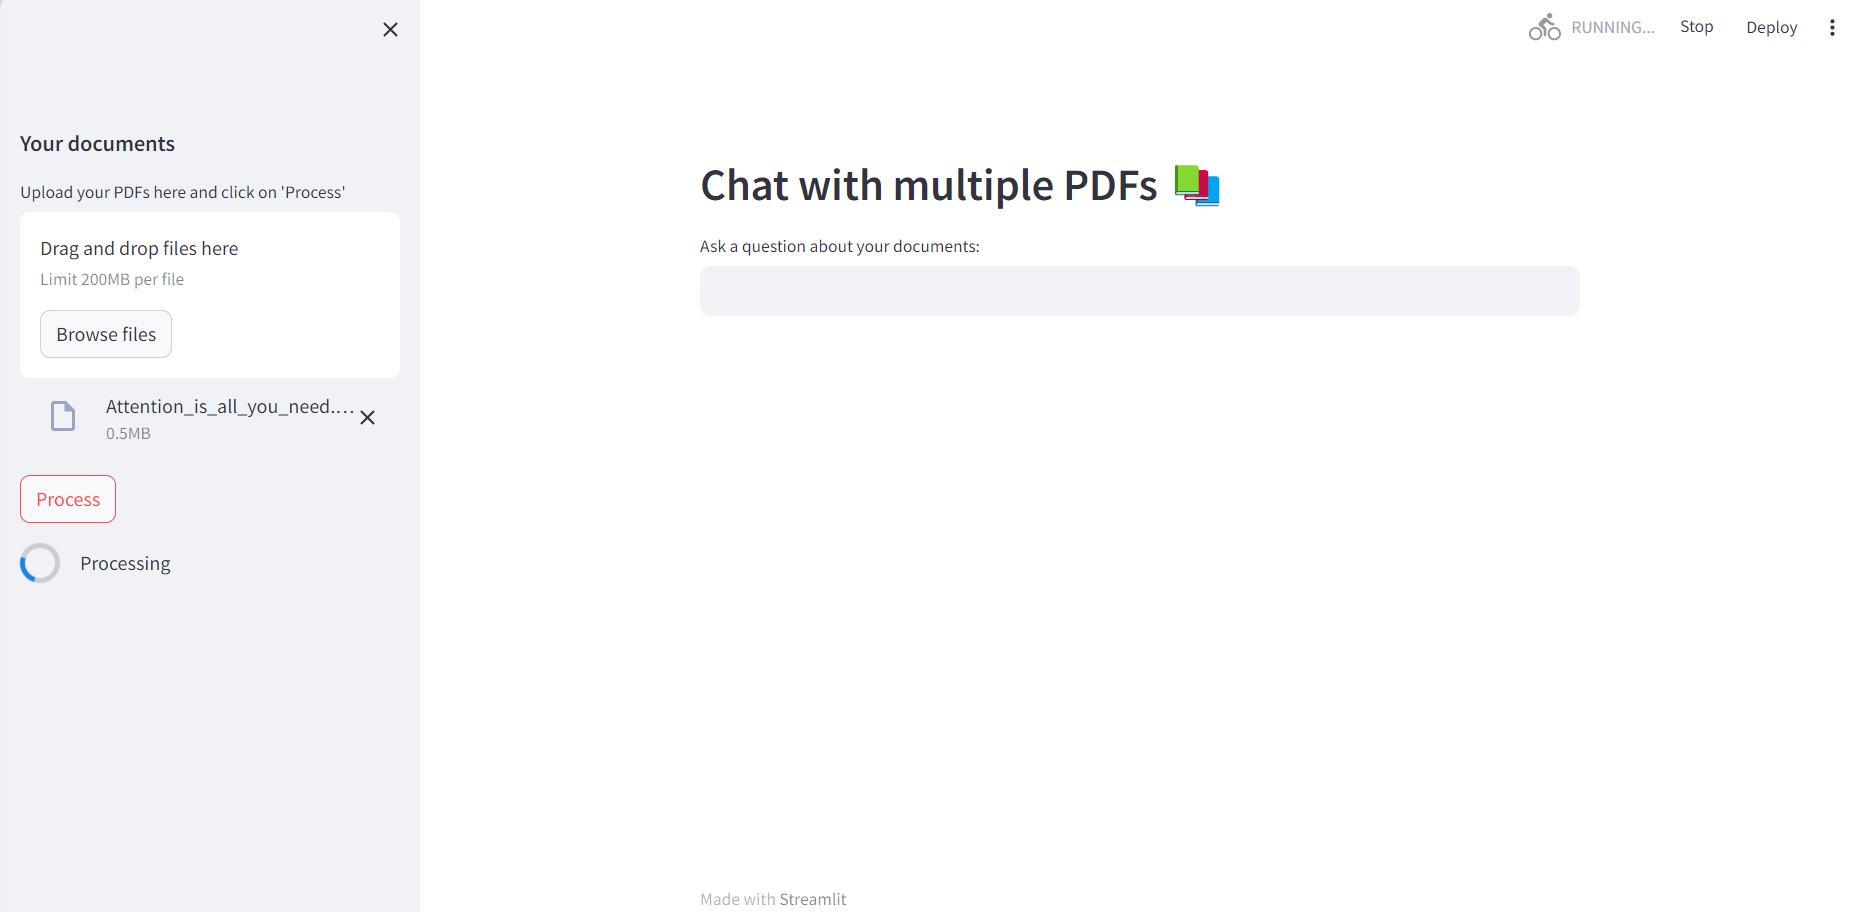 RUNNING...
Stop
Deploy
Your documents
Upload your PDFs here and click on 'Process'
Drag and drop files here
Limit 200MB per file
Browse files
Attention_is_all_you_need....
0.5MB
Process
Processing
Chat with multiple PDFs
Ask a question about your documents:
Made with Streamlit